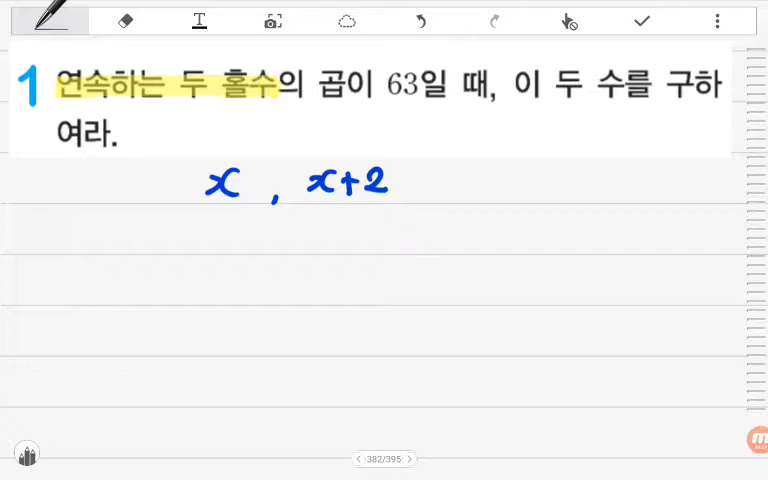 T
1 연속하는 두 홀수의 곱이 63일 때, 이 두 수를 구하
여라.
x , x+2
382/395